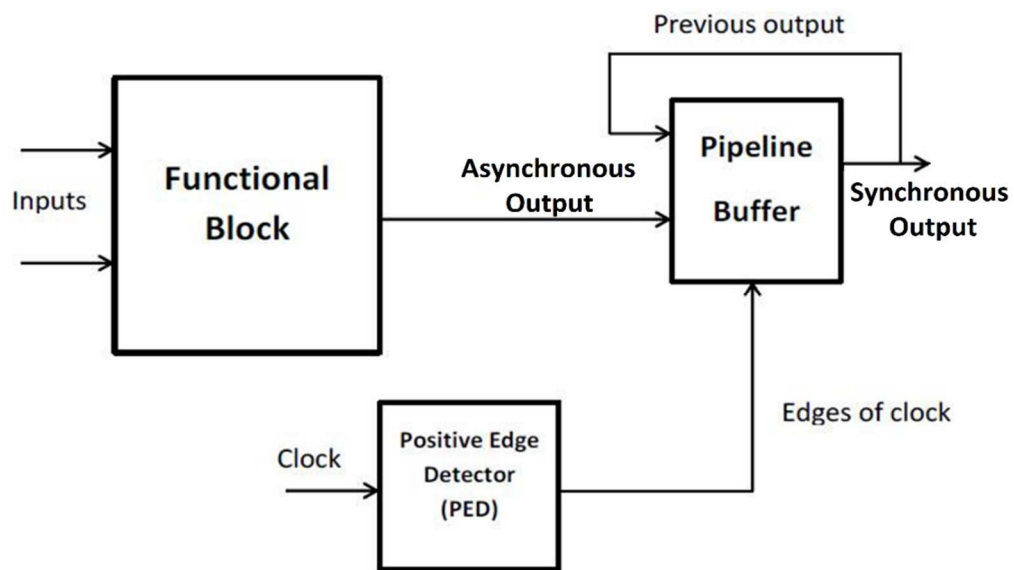 Previous output
Functional
Block
Inputs
Asynchronous
Output
Pipeline
Buffer
Synchronous
Output
Clock
Positive Edge
Detector
(PED)
Edges of clock